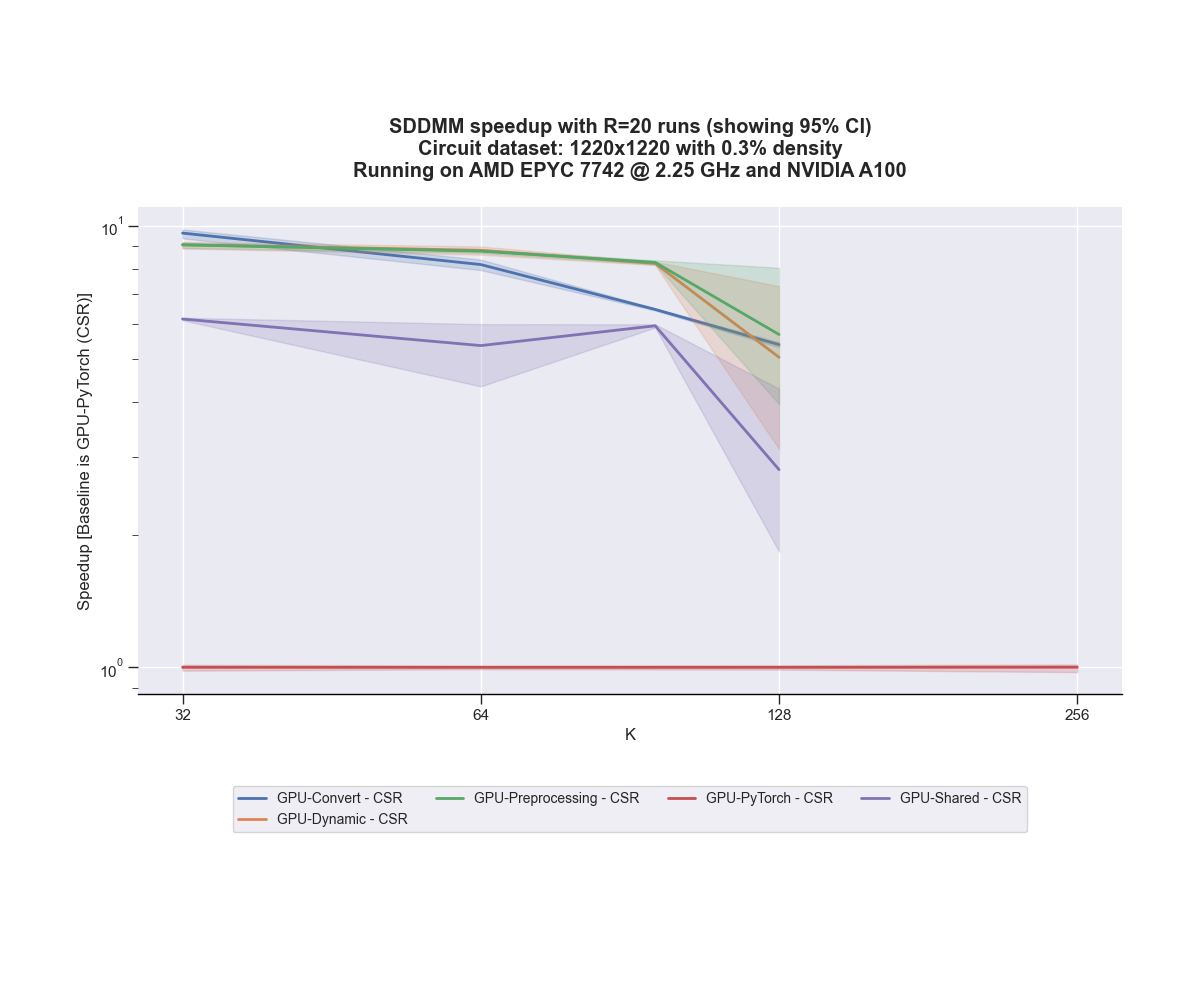 SDDMM speedup with R=20 runs (showing 95% CI)
Circuit dataset: 1220x1220 with 0.3% density
Running on AMD EPYC 7742 @ 2.25 GHz and NVIDIA A100
Speedup [Baseline is GPU-PyTorch (CSR)]
10^1
10^0
32 64 128 256
K
GPU-Convert - CSR GPU-Preprocessing - CSR GPU-PyTorch - CSR GPU-Shared - CSR
GPU-Dynamic - CSR